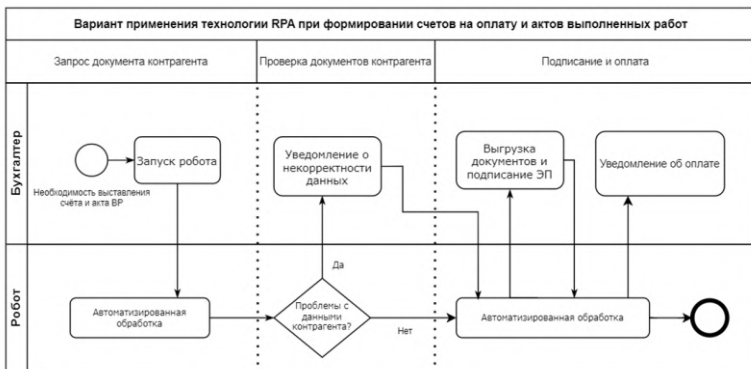 Вариант применения технологии RPA при формировании счетов на оплату и актов выполненных работ
Запрос документа контрагента
Проверка документов контрагента
Подписание и оплата
Бухгалтер
Запуск робота
Необходимость выставления
счёта и акта ВР
Уведомление о
некорректности
данных
Выгрузка
документов и
подписание ЭП
Уведомление об оплате
Робот
Автоматизированная
обработка
Да
Проблемы с
данными
контрагента?
Нет
Автоматизированная обработка